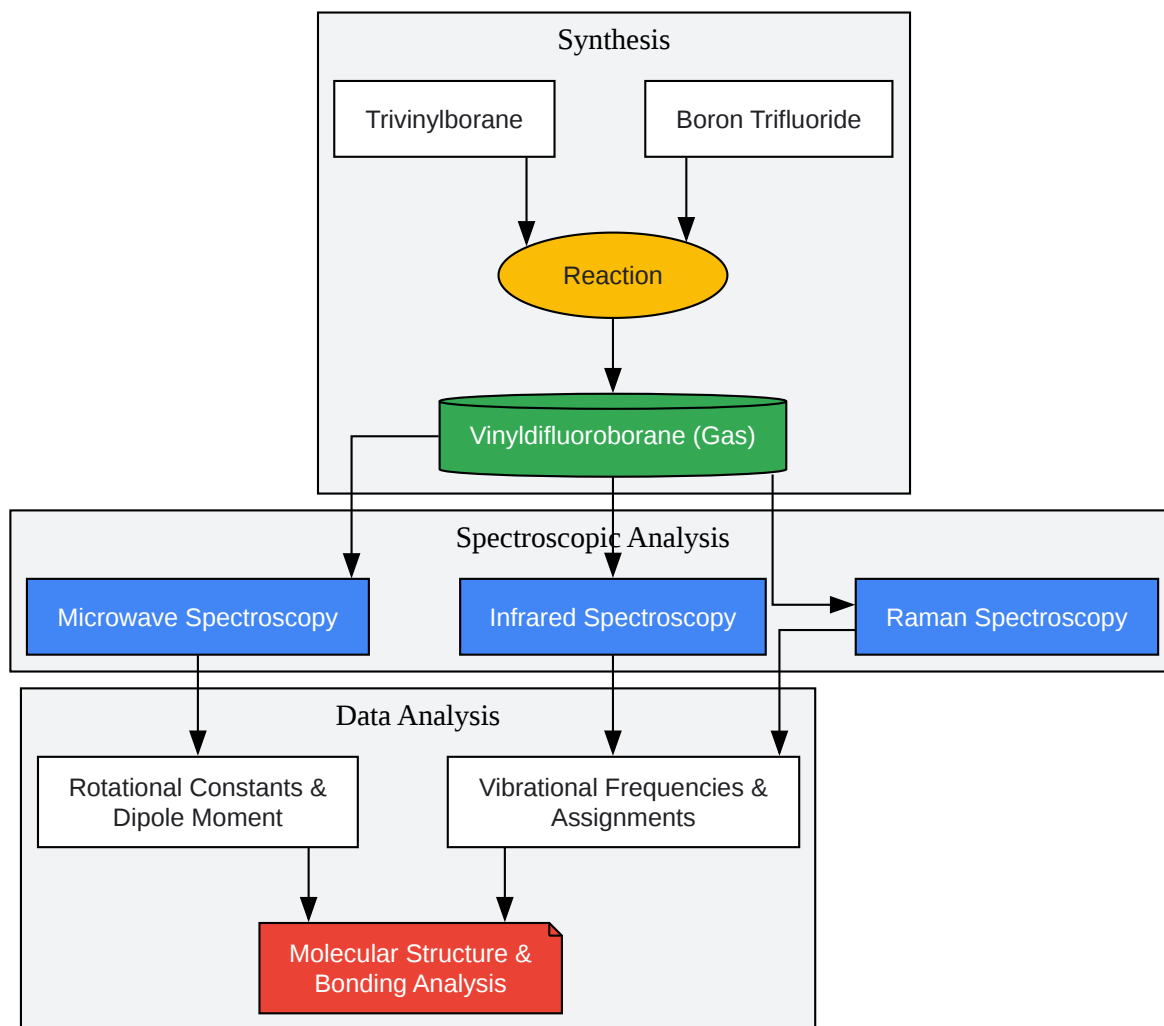 Synthesis
Trivinylborane
Boron Trifluoride
Reaction
Vinyldifluoroborane (Gas)
Spectroscopic Analysis
Microwave Spectroscopy
Infrared Spectroscopy
Raman Spectroscopy
Data Analysis
Rotational Constants &
Dipole Moment
Vibrational Frequencies &
Assignments
Molecular Structure &
Bonding Analysis